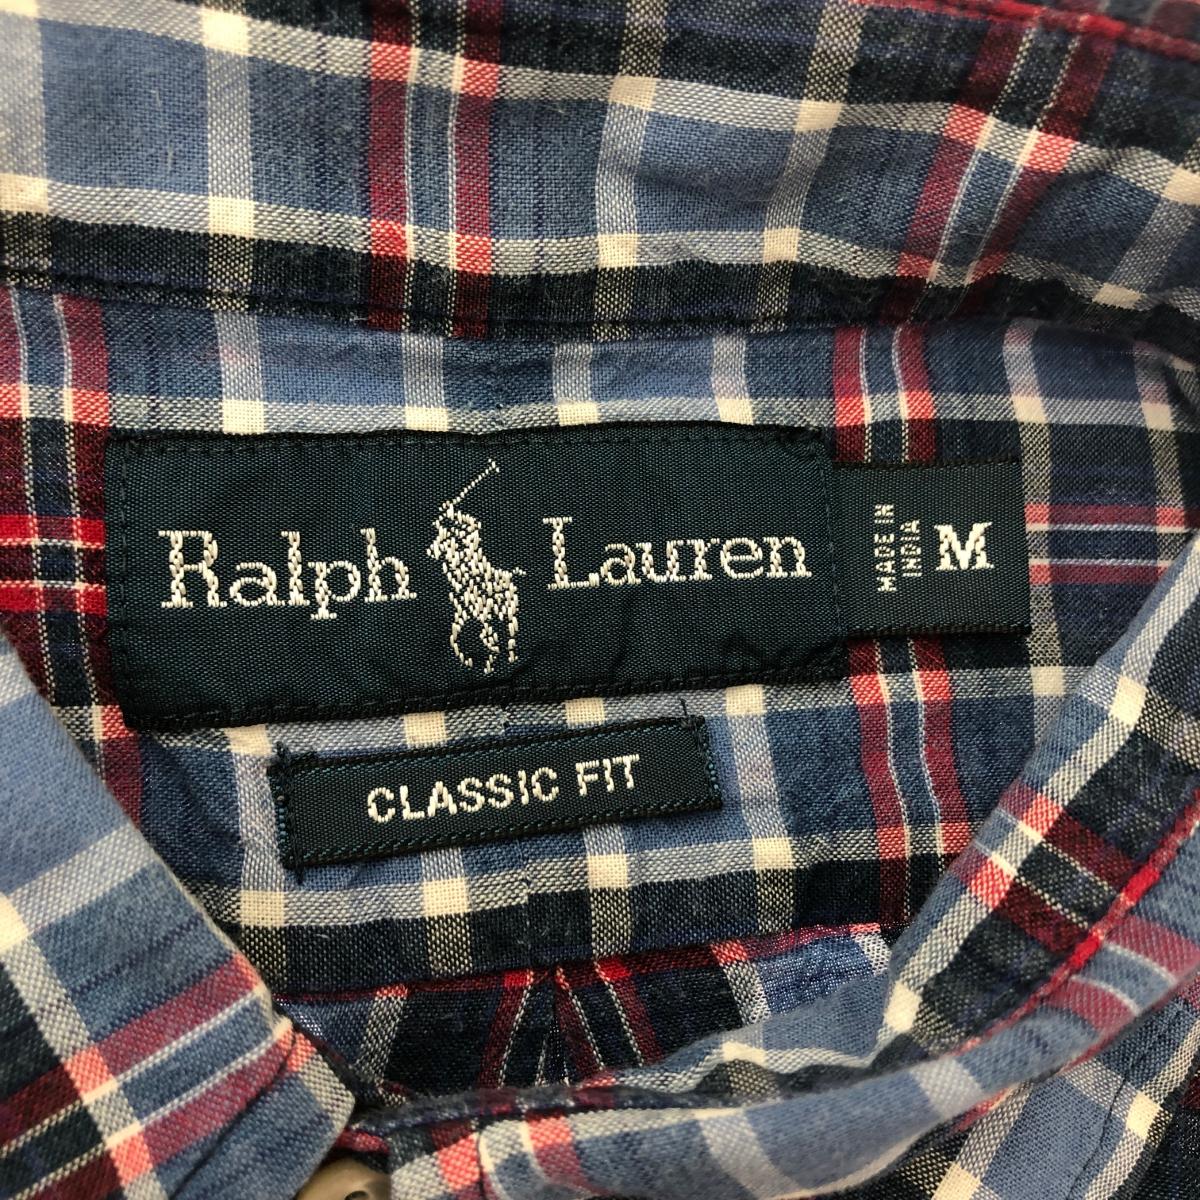 Ralph Lauren
MADE IN
INDIA
M
CLASSIC FIT